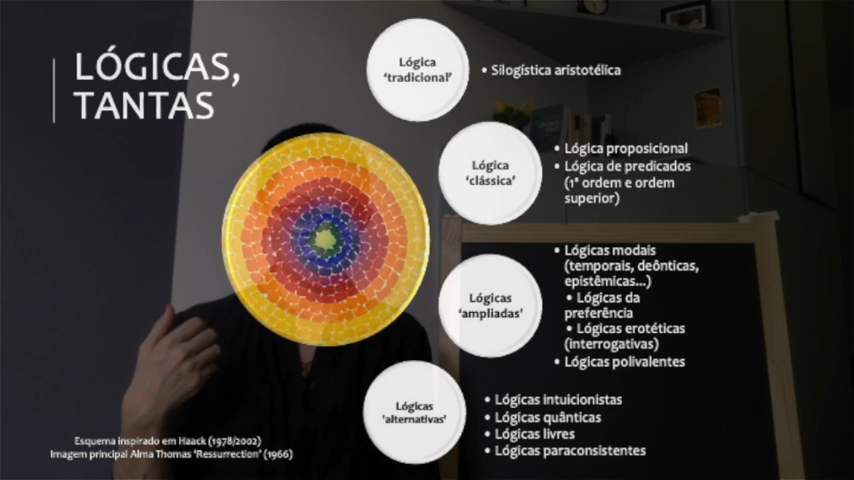 LÓGICAS,
TANTAS
Lógica
'tradicional'
• Silogística aristotélica
Lógica
'clássica'
• Lógica proposicional
• Lógica de predicados
(1ª ordem e ordem
superior)
Lógicas
'ampliadas'
• Lógicas modais
(temporais, deônticas,
epistêmicas...)
• Lógicas da
preferência
• Lógicas erotéticas
(interrogativas)
• Lógicas polivalentes
Lógicas
'alternativas'
• Lógicas intuicionistas
• Lógicas quânticas
• Lógicas livres
• Lógicas paraconsistentes
Esquema inspirado em Haack (1978/2002)
Imagem principal Alma Thomas 'Ressurrection' (1966)